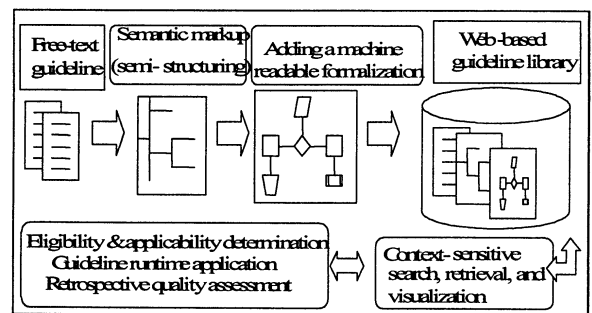 Free-text
guideline
Semantic markup
(semi- structuring)
Adding a machine
readable formalization
Web-based
guideline library
Eligibility & applicability determination
Guideline runtime application
Retrospective quality assessment
Context- sensitive
search, retrieval, and
visualization